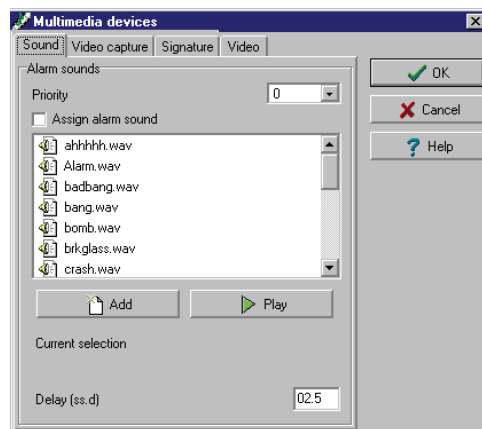 Multimedia devices
Sound
Video capture
Signature
Video
Alarm sounds
Priority
0
Assign alarm sound
ahhhhh.wav
Alarm.wav
badbang.wav
bang.wav
bomb.wav
brkglass.wav
crash.wav
Add
Play
Current selection
Delay (ss.d)
02.5
OK
Cancel
Help